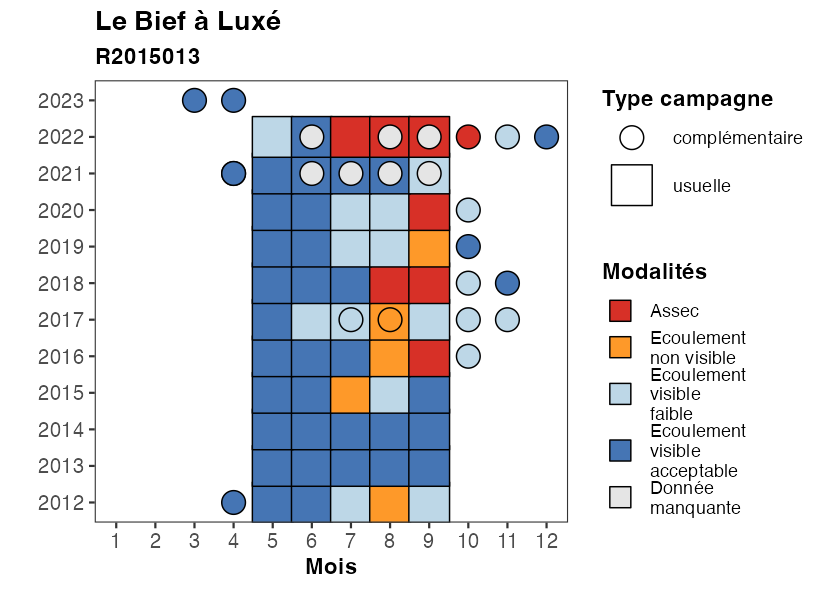 Le Bief à Luxé
R2015013
2023
2022
2021
2020
2019
2018
2017
2016
2015
2014
2013
2012
1 2 3 4 5 6 7 8 9 10 11 12
Mois
Type campagne
complémentaire
usuelle
Modalités
Assec
Ecoulement
non visible
Ecoulement
visible
faible
Ecoulement
visible
acceptable
Donnée
manquante